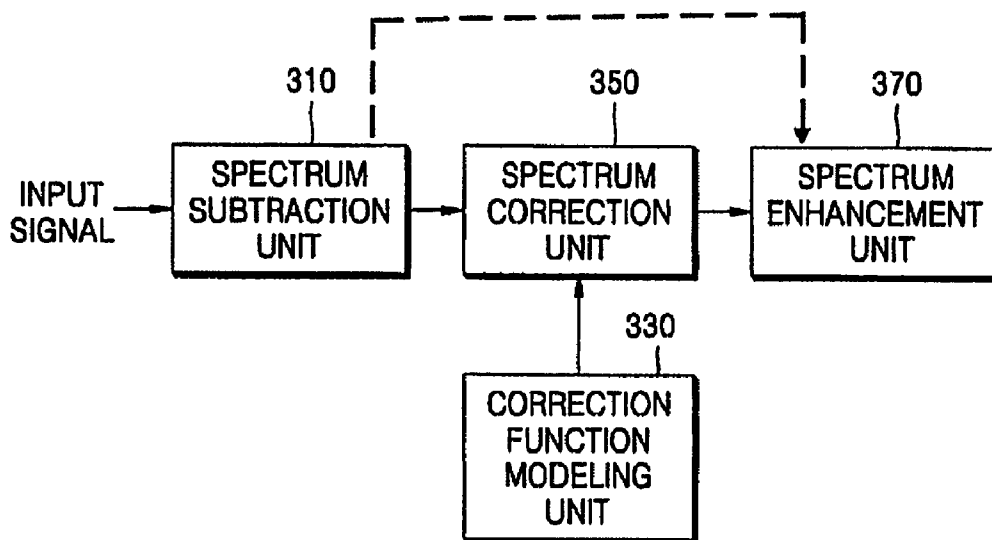 310
350
370
INPUT
SIGNAL
SPECTRUM
SUBTRACTION
UNIT
SPECTRUM
CORRECTION
UNIT
SPECTRUM
ENHANCEMENT
UNIT
330
CORRECTION
FUNCTION
MODELING
UNIT